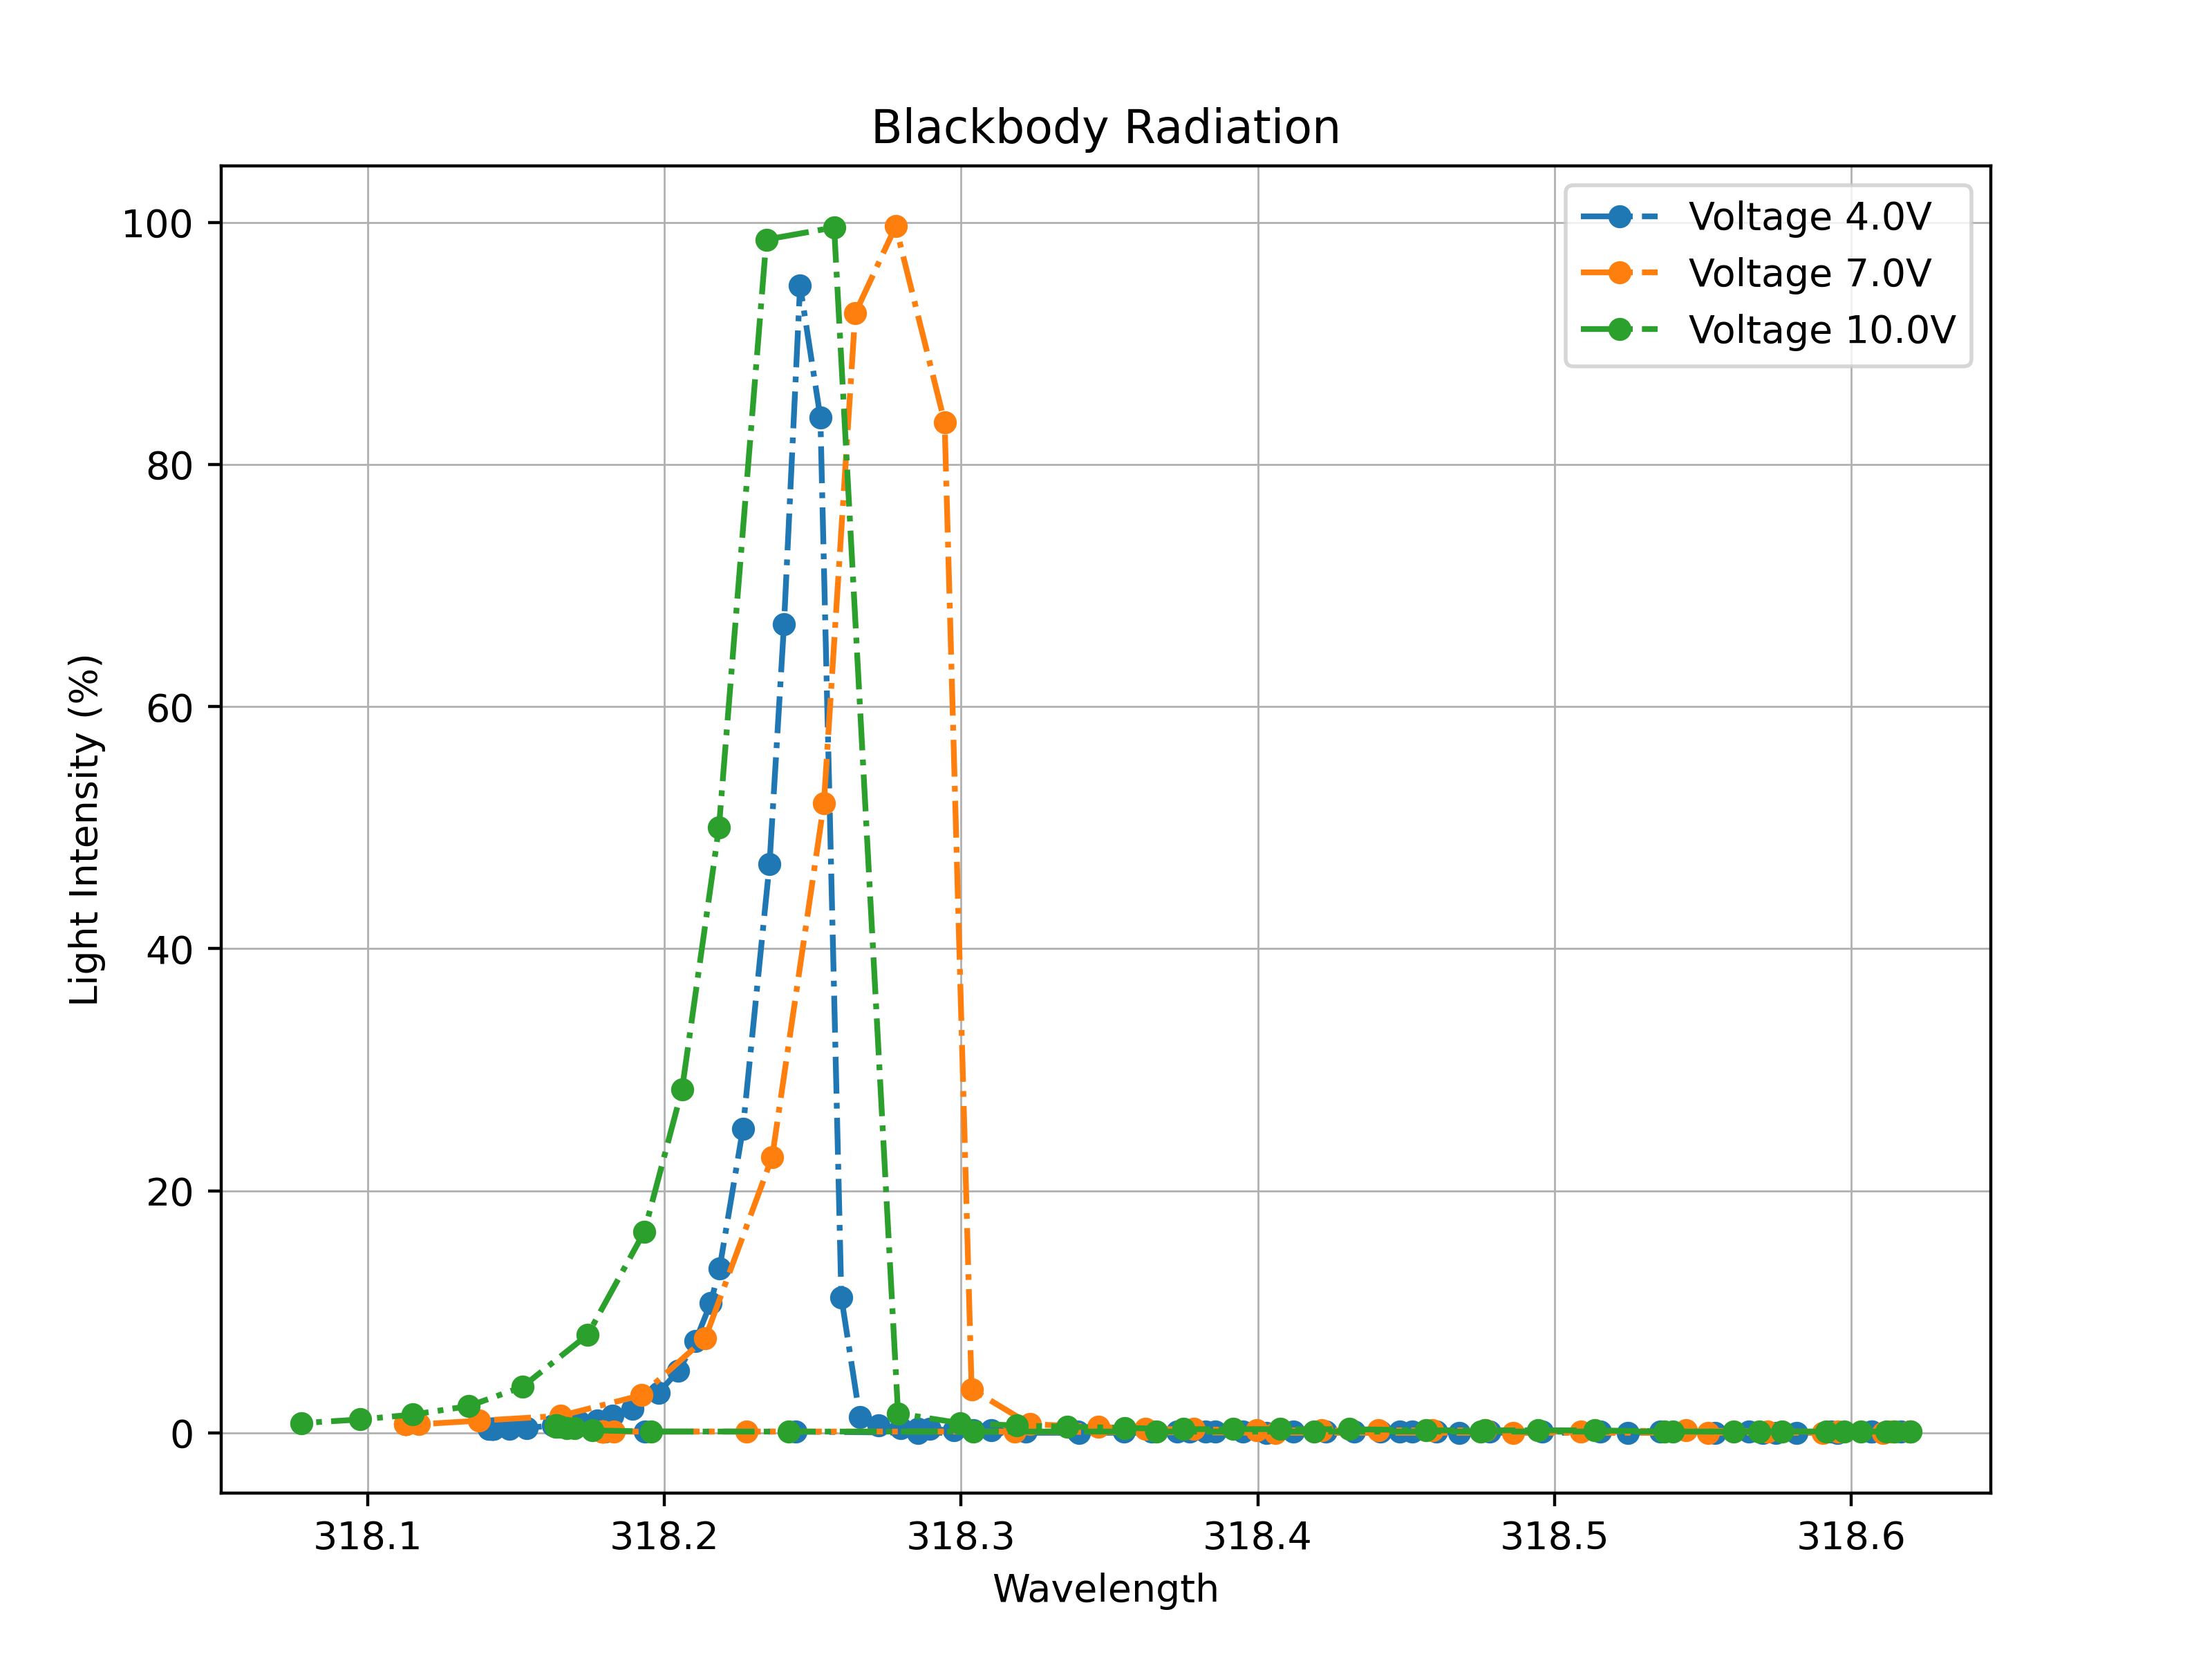 Blackbody Radiation
Voltage 4.0V
Voltage 7.0V
Voltage 10.0V
Light Intensity (%)
100
80
60
40
20
0
318.1 318.2 318.3 318.4 318.5 318.6
Wavelength